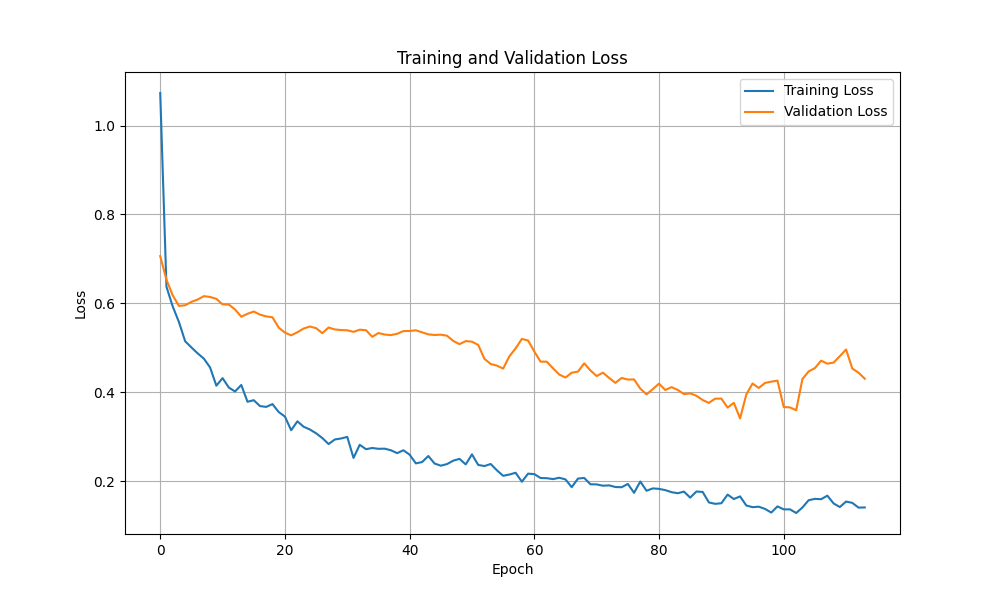 Training and Validation Loss
Training Loss
Validation Loss
Loss
1.0
0.8
0.6
0.4
0.2
0 20 40 60 80 100
Epoch